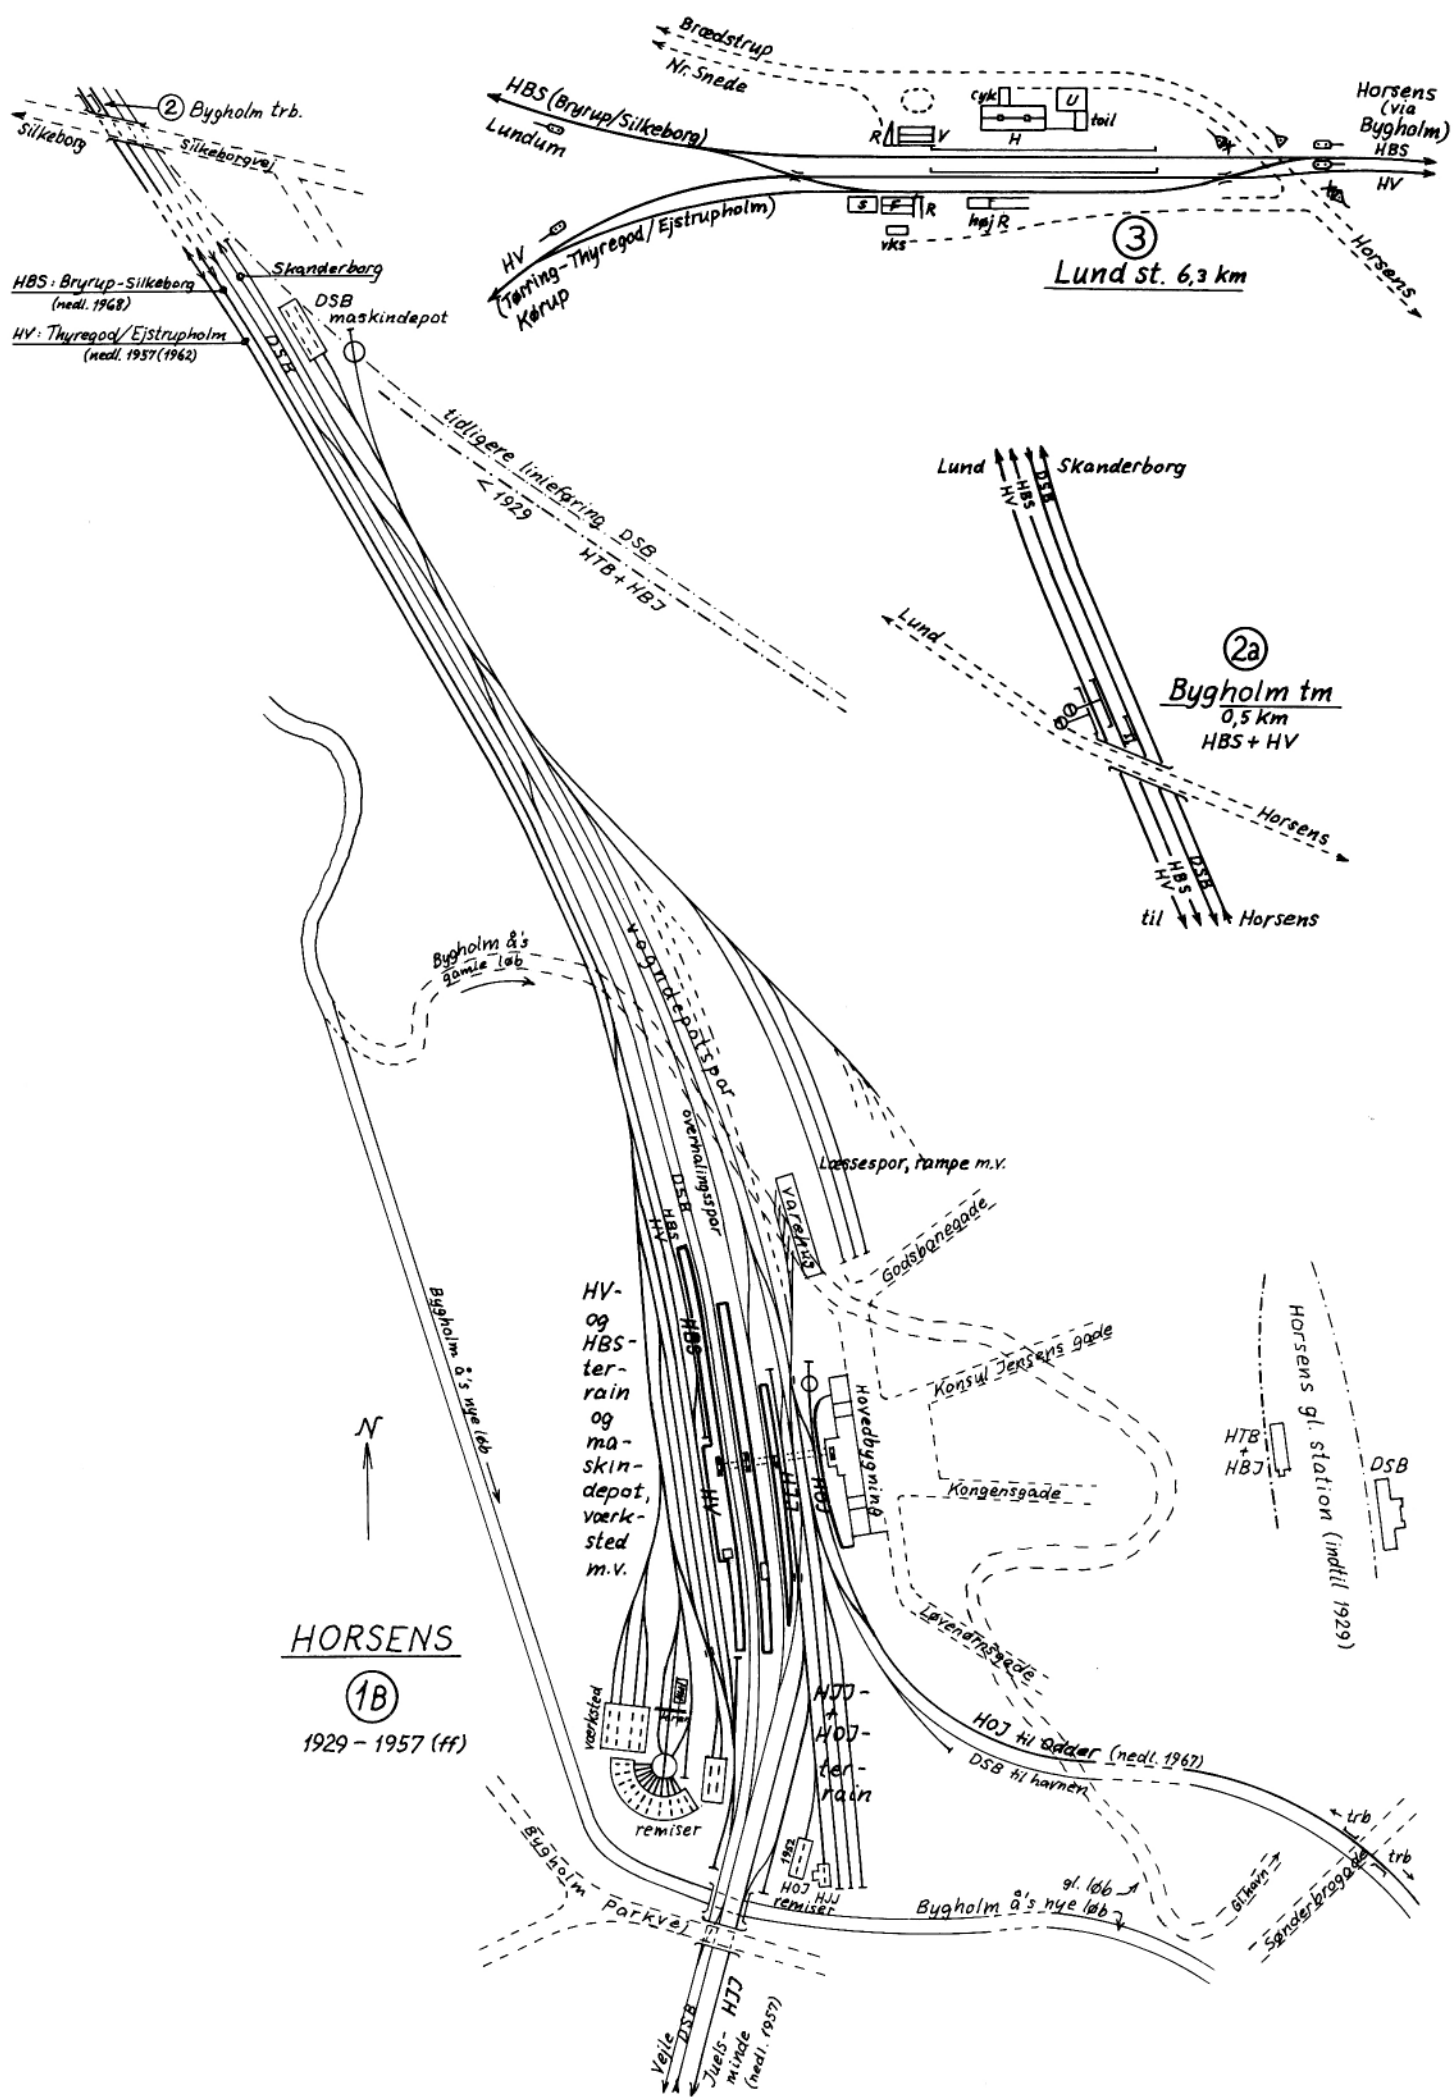 Brædstrup
Nr. Snede
HBS (Bryrup/Silkeborg)
Lundum
cyk
U
toil
H
R
V
Horsens
(via
Bygholm)
HBS
HV
S
F
R
høj R
vks
HV
(Tørring-Thyregod/Ejstrupholm)
Kørup
3
Lund st. 6,3 km
Horsens
2 Bygholm trb.
Silkeborg
Silkeborgvej
Skanderborg
HBS: Bryrup-Silkeborg
(nedl. 1968)
HV: Thyregod/Ejstrupholm
(nedl. 1957(1962)
DSB
maskindepot
DSB
tidligere linieføring DSB
< 1929
HTB + HBJ
Lund
Skanderborg
HV
HBS
DSB
Lund
2a
Bygholm tm
0,5 km
HBS + HV
Horsens
HV
HBS
DSB
til
Horsens
Bygholm å's
gamle løb
vogndepotspor
overhalingsspor
DSB
HBS
HV
Læssespor, rampe m.v.
varehus
Godsbanegade
Konsul Jensens gade
Kongensgade
Løvenørnsgade
Hovedbygning
HBS
HV
HJJ
HOJ
HV-
og
HBS-
ter-
rain
og
ma-
skin-
depot,
værk-
sted
m.v.
Bygholm å's nye løb
N
Horsens gl. station (indtil 1929)
HTB
+
HBJ
DSB
HORSENS
1B
1929 - 1957 (ff)
værksted
remiser
HJJ-
+
HOJ-
ter-
rain
HOJ til Odder (nedl. 1967)
DSB til havnen
trb
trb
1952
HOJ
HJJ
remiser
Bygholm
Parkvej
gl. løb
Bygholm å's nye løb
Gl. havn
Sønderbrogade
Vejle
DSB
Juels-
minde
HJJ
(nedl. 1957)